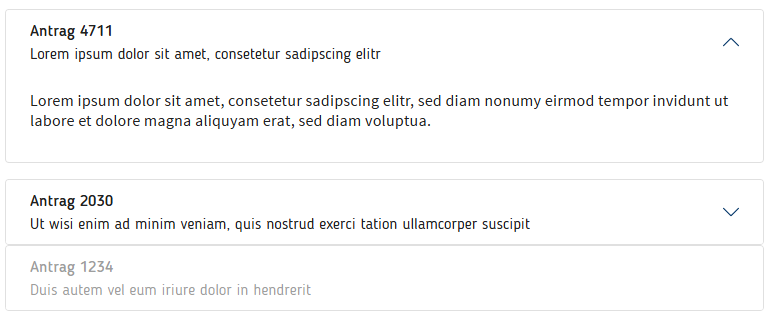 Antrag 4711
Lorem ipsum dolor sit amet, consetetur sadipscing elitr
Lorem ipsum dolor sit amet, consetetur sadipscing elitr, sed diam nonumy eirmod tempor invidunt ut
labore et dolore magna aliquyam erat, sed diam voluptua.
Antrag 2030
Ut wisi enim ad minim veniam, quis nostrud exerci tation ullamcorper suscipit
Antrag 1234
Duis autem vel eum iriure dolor in hendrerit